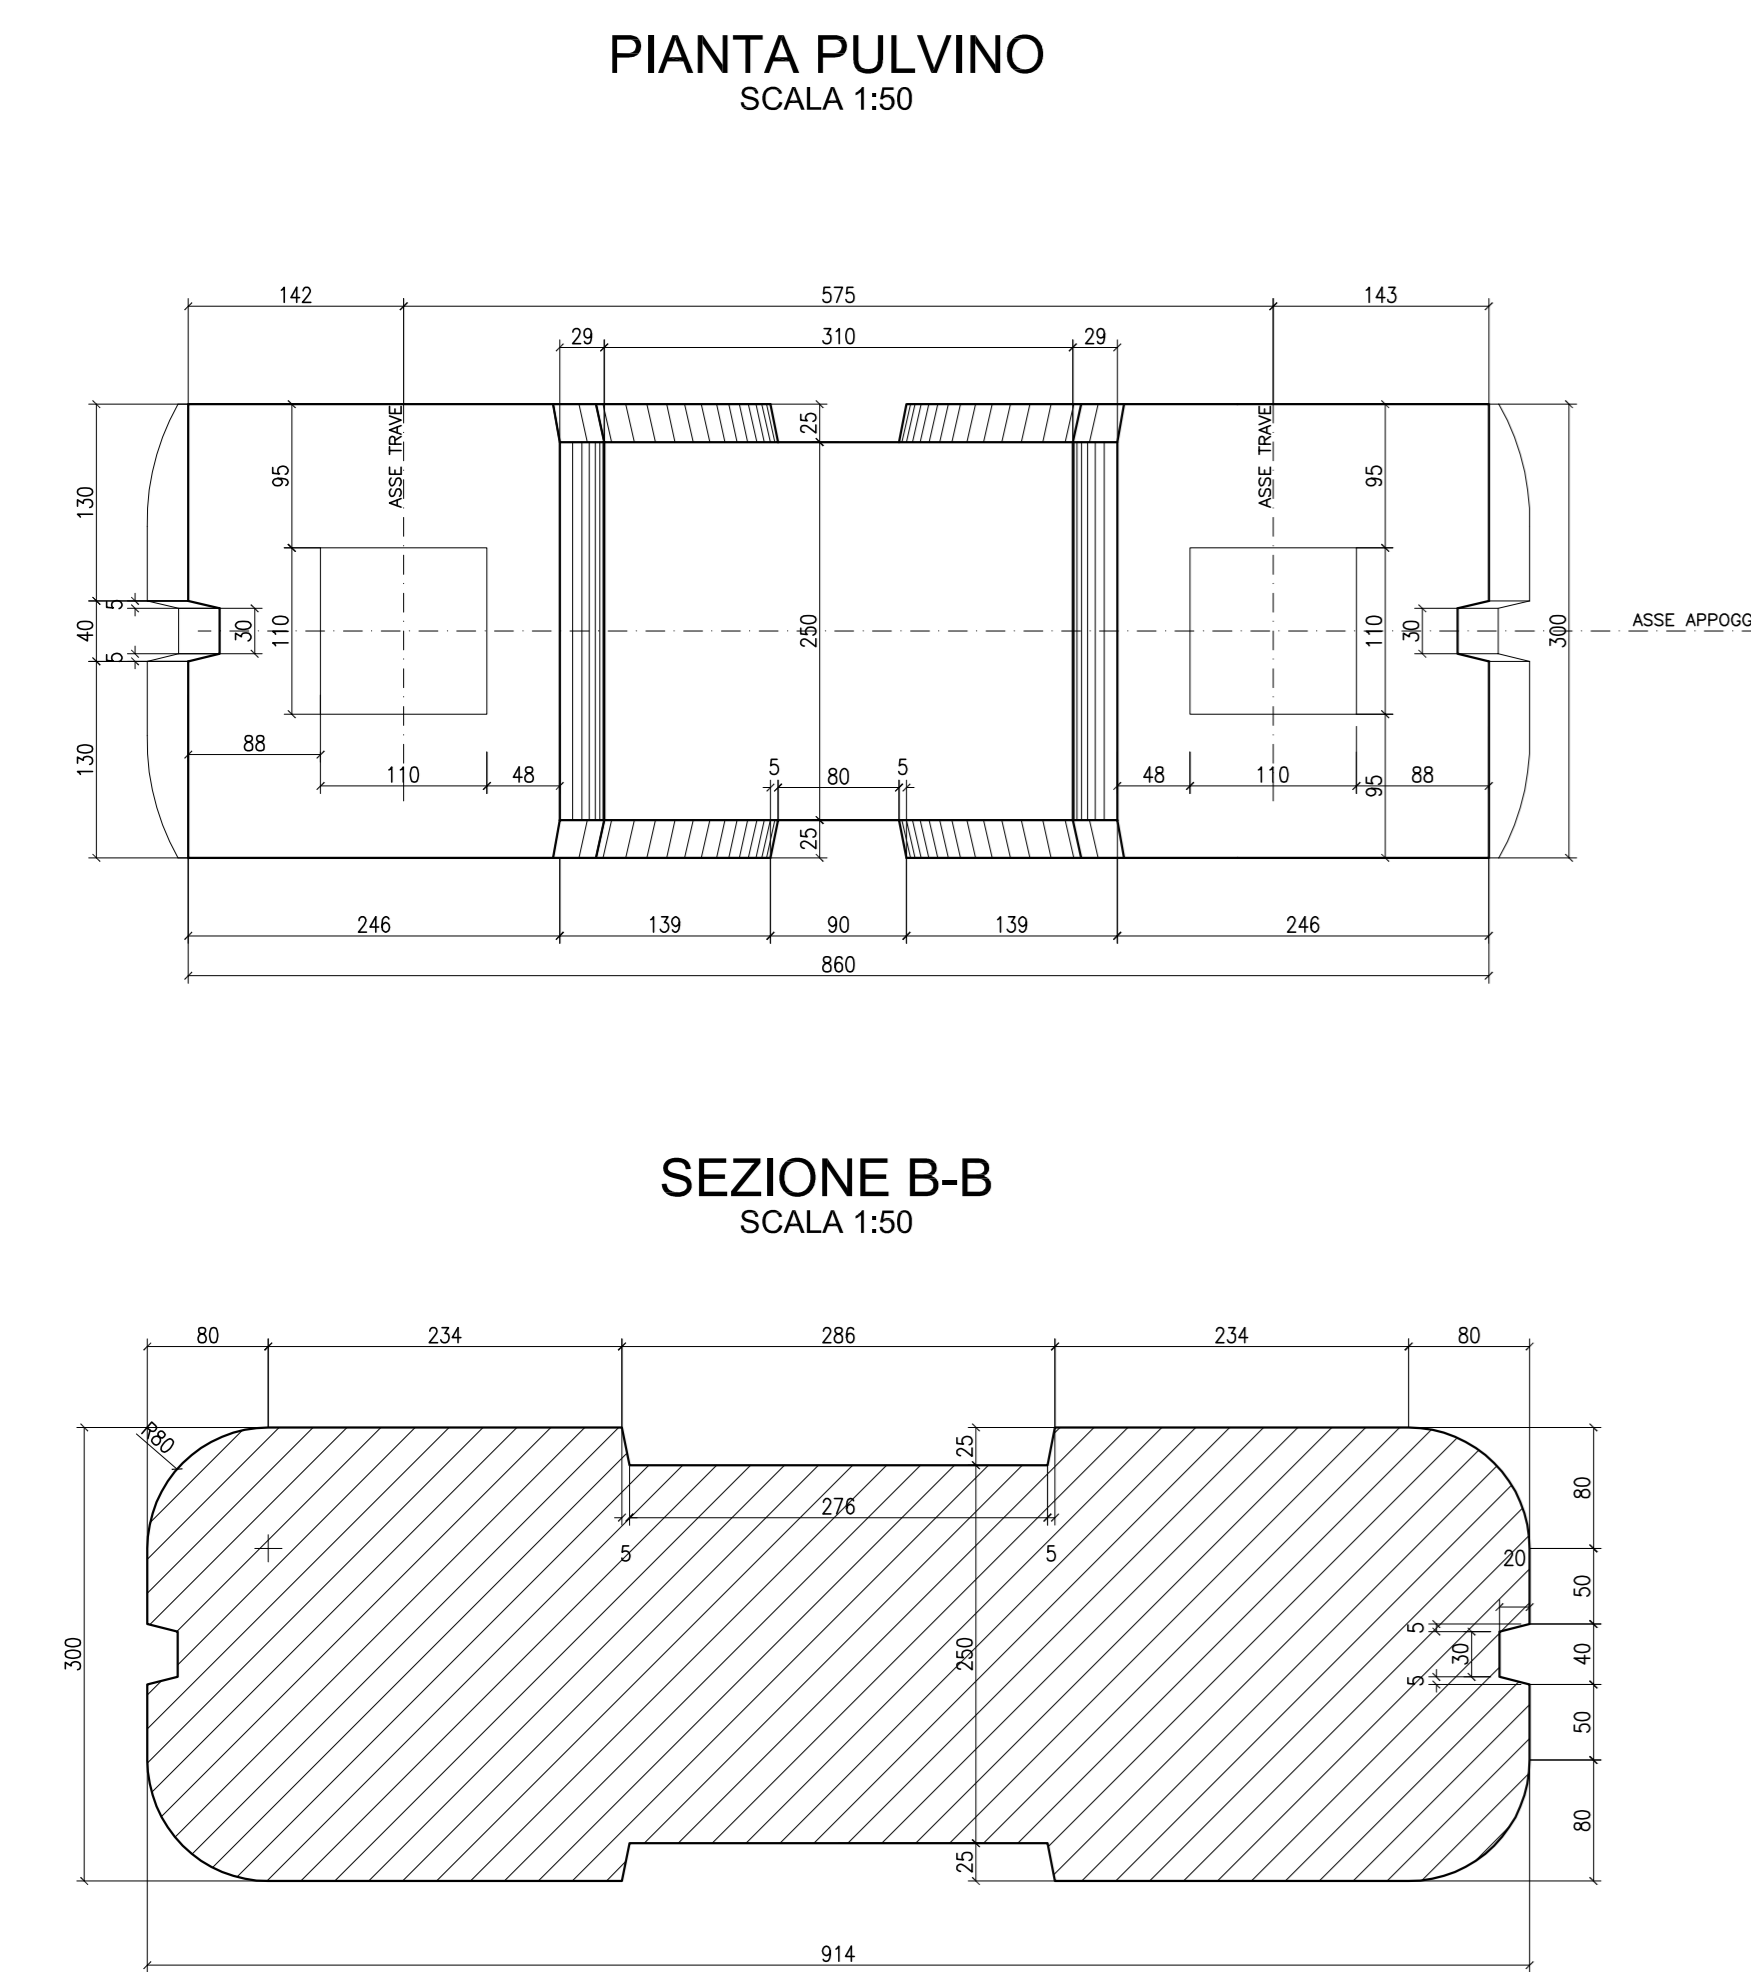 PIANTA PULVINO
SCALA 1:50
142 575 143
29 310 29
25
ASSE TRAVE
ASSE TRAVE
95 95
130
5
40 30 110 250 110 30 300
ASSE APPOGG
5
130
88
110 48
5 80 5
48 110 95 88
25
246 139 90 139 246
860
SEZIONE B-B
SCALA 1:50
80 234 286 234 80
R80
25
80
276
5 5
20
50
300
250
5
30
40
5
50
80
25
914